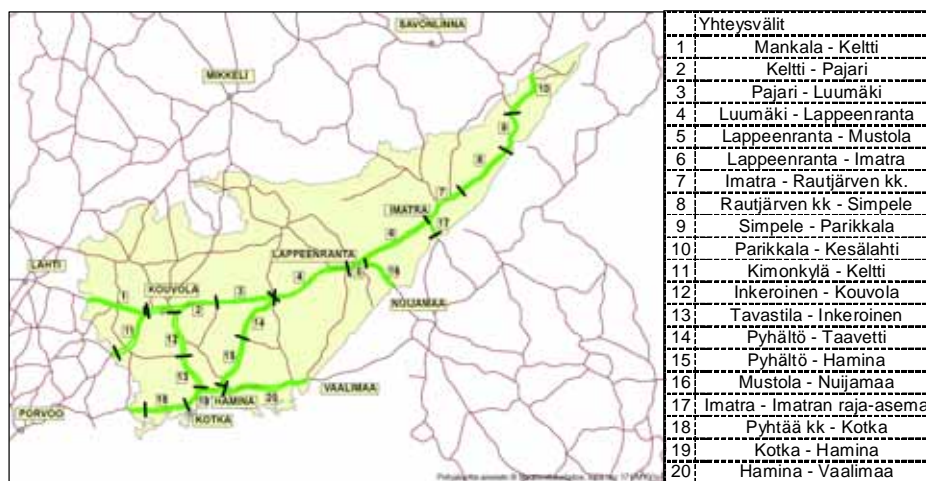 SAVONLINNA
MIKKELI
10
9
8
7
IMATRA
17
6
LAPPEENRANTA
5
16
LAHTI
4
KOUVOLA
3
1
2
NUIJAMAA
14
11
12
15
13
VAALIMAA
18
19
HAMINA
20
PORVOO
KOTKA
Yhteysvälit
1 Mankala - Keltti
2 Keltti - Pajari
3 Pajari - Luumäki
4 Luumäki - Lappeenranta
5 Lappeenranta - Mustola
6 Lappeenranta - Imatra
7 Imatra - Rautjärven kk.
8 Rautjärven kk - Simpele
9 Simpele - Parikkala
10 Parikkala - Kesälahti
11 Kimonkylä - Keltti
12 Inkeroinen - Kouvola
13 Tavastila - Inkeroinen
14 Pyhältö - Taavetti
15 Pyhältö - Hamina
16 Mustola - Nuijamaa
17 Imatra - Imatran raja-asema
18 Pyhtää kk - Kotka
19 Kotka - Hamina
20 Hamina - Vaalimaa